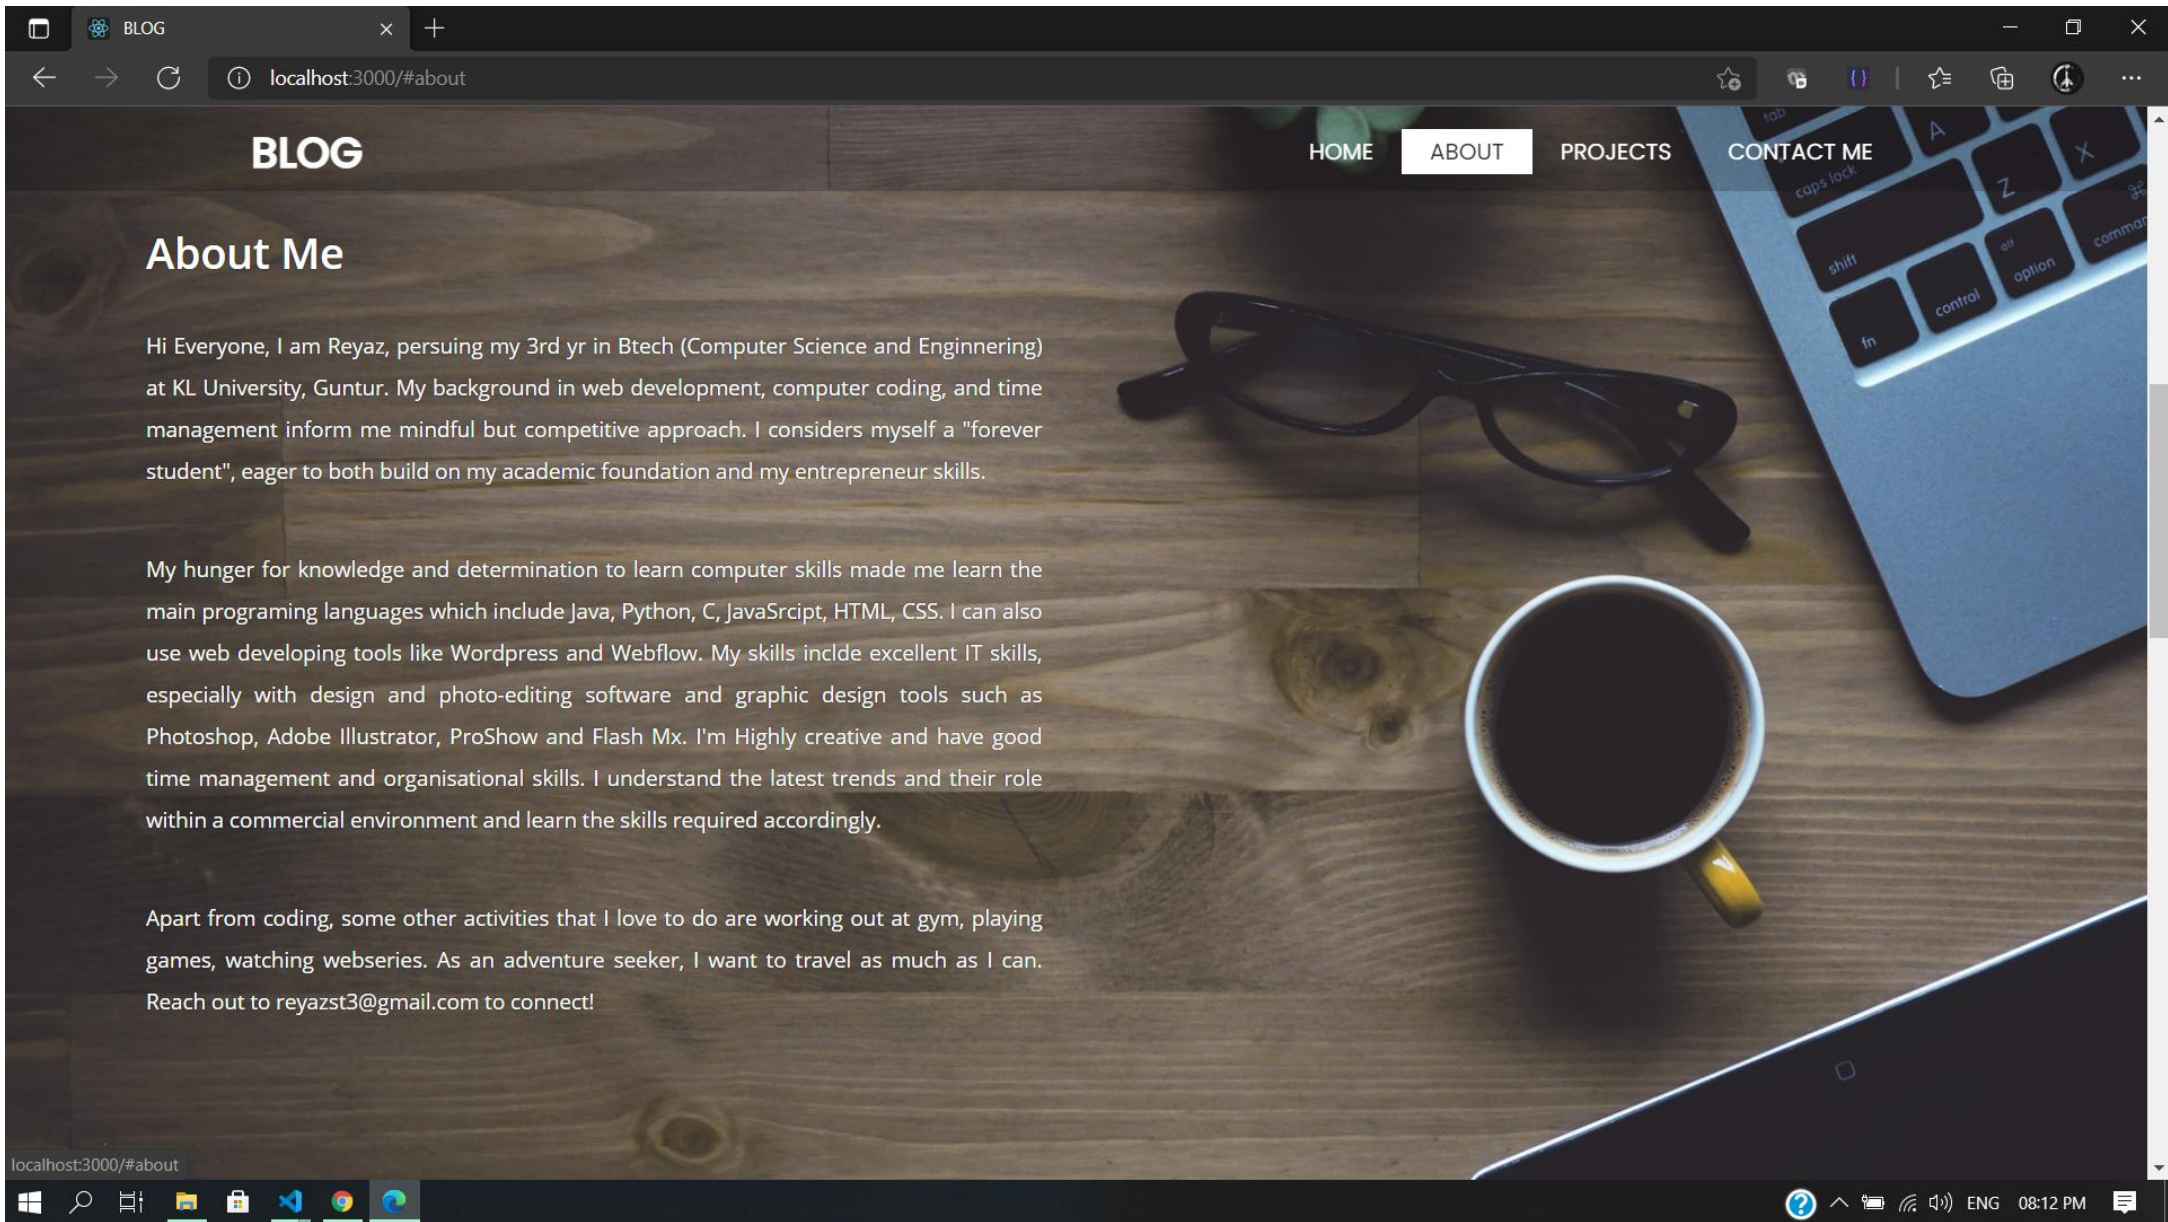 BLOG
localhost:3000/#about
BLOG
HOME ABOUT PROJECTS CONTACT ME
tab
caps lock
A
Z
X
⌘
shift
fn
control
alt
option
About Me
Hi Everyone, I am Reyaz, persuing my 3rd yr in Btech (Computer Science and Enginnering)
at KL University, Guntur. My background in web development, computer coding, and time
management inform me mindful but competitive approach. I considers myself a "forever
student", eager to both build on my academic foundation and my entrepreneur skills.
My hunger for knowledge and determination to learn computer skills made me learn the
main programing languages which include Java, Python, C, JavaSrcipt, HTML, CSS. I can also
use web developing tools like Wordpress and Webflow. My skills inclde excellent IT skills,
especially with design and photo-editing software and graphic design tools such as
Photoshop, Adobe Illustrator, ProShow and Flash Mx. I'm Highly creative and have good
time management and organisational skills. I understand the latest trends and their role
within a commercial environment and learn the skills required accordingly.
Apart from coding, some other activities that I love to do are working out at gym, playing
games, watching webseries. As an adventure seeker, I want to travel as much as I can.
Reach out to reyazst3@gmail.com to connect!
localhost:3000/#about
ENG 08:12 PM